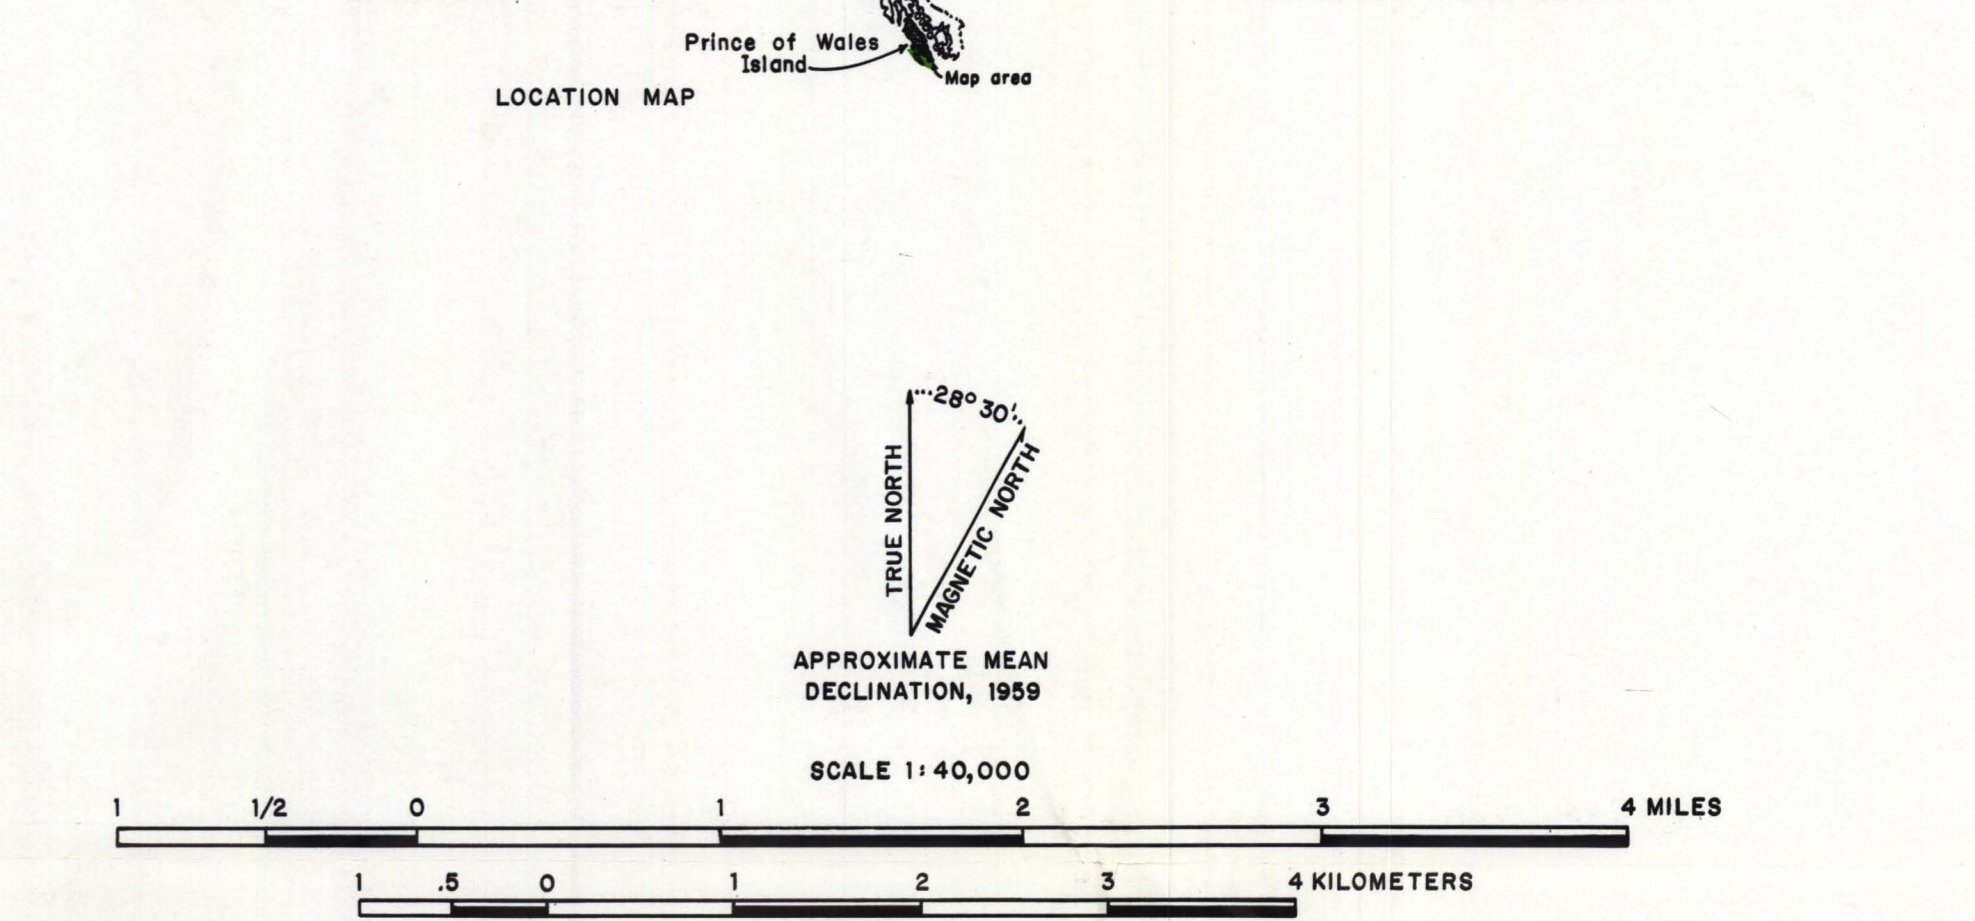 Prince of Wales
Island
Map area
LOCATION MAP
28° 30'
TRUE NORTH
MAGNETIC NORTH
APPROXIMATE MEAN
DECLINATION, 1959
SCALE 1:40,000
1 1/2 0 1 2 3 4 MILES
1 .5 0 1 2 3 4 KILOMETERS